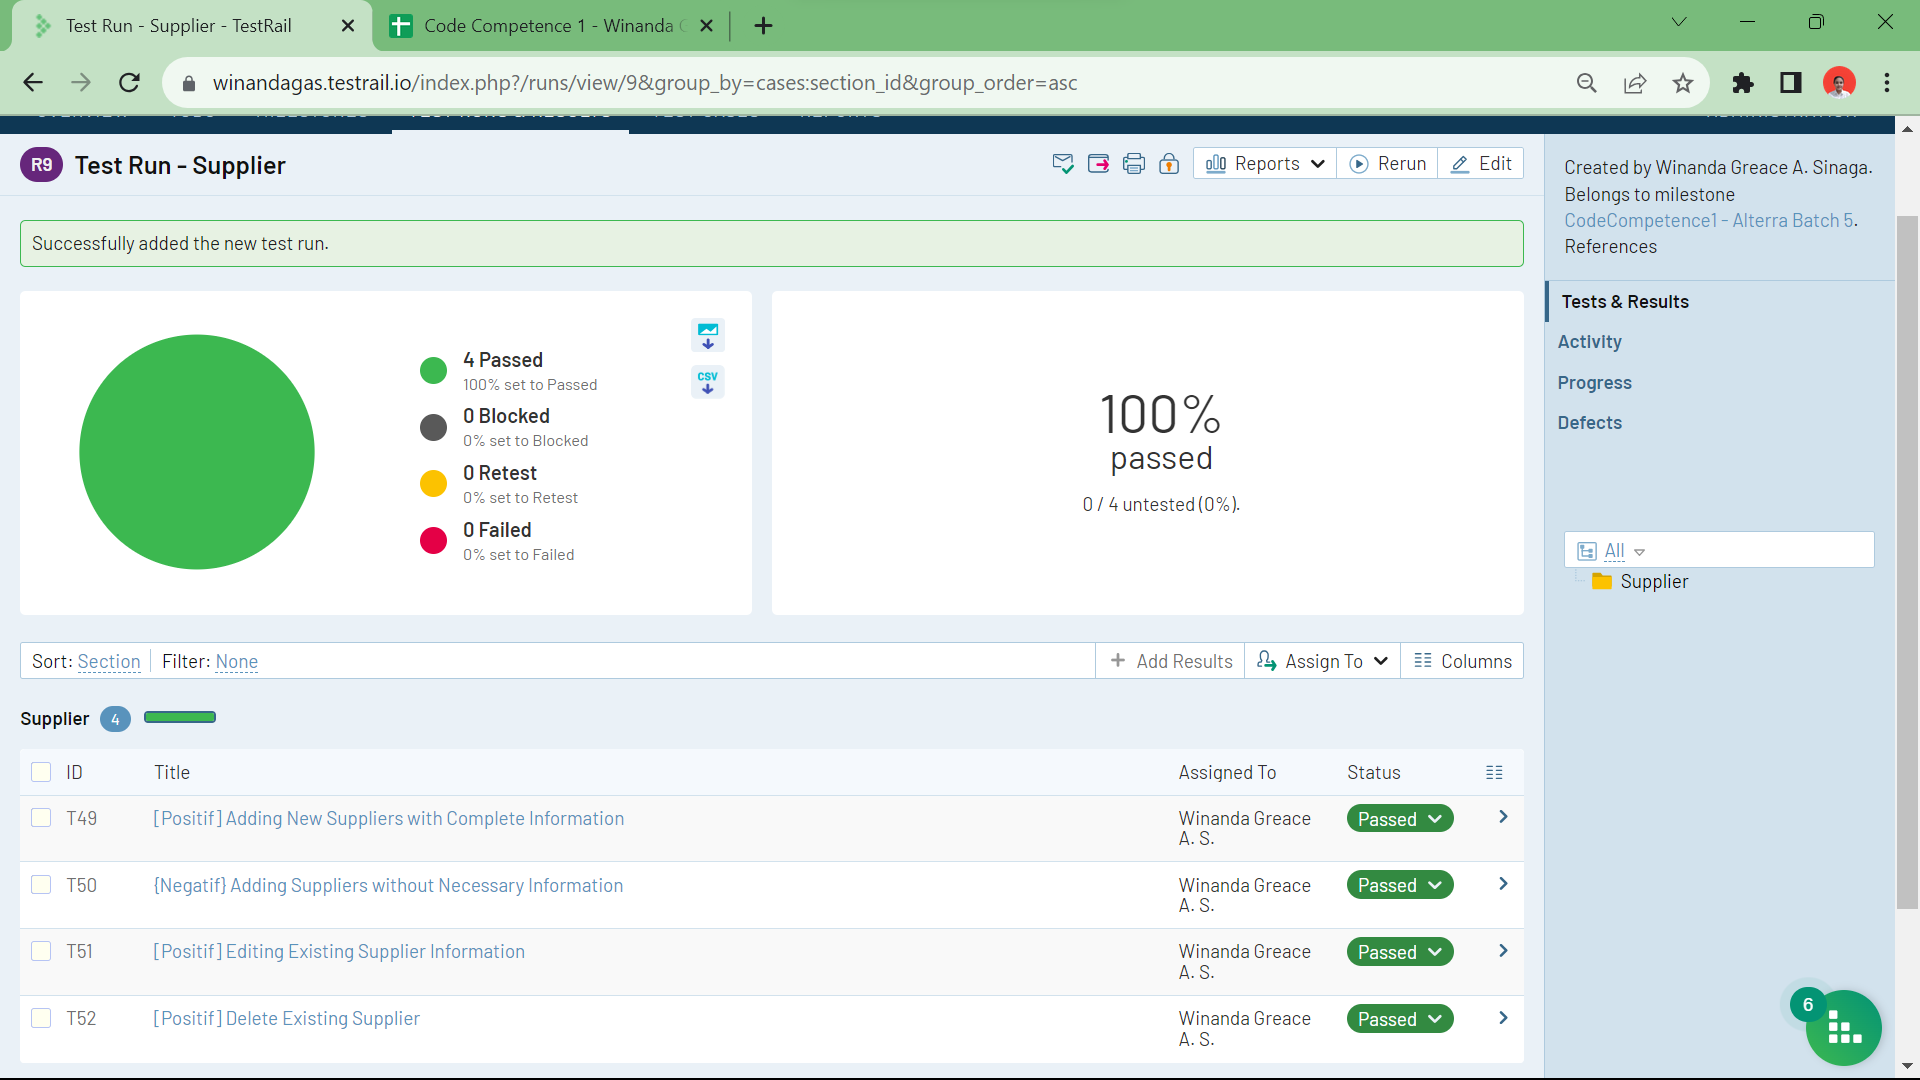 Test Run - Supplier - TestRail
Code Competence 1 - Winanda
winandagas.testrail.io/index.php?/runs/view/9&group_by=cases:section_id&group_order=asc
R9 Test Run - Supplier
Reports
Rerun
Edit
Successfully added the new test run.
4 Passed
100% set to Passed
0 Blocked
0% set to Blocked
0 Retest
0% set to Retest
0 Failed
0% set to Failed
CSV
100%
passed
0 / 4 untested (0%).
Created by Winanda Greace A. Sinaga.
Belongs to milestone
CodeCompetence1 - Alterra Batch 5.
References
Tests & Results
Activity
Progress
Defects
All
Supplier
Sort: Section Filter: None
Add Results
Assign To
Columns
Supplier 4
ID Title Assigned To Status
T49 [Positif] Adding New Suppliers with Complete Information Winanda Greace Passed
A. S.
T50 {Negatif} Adding Suppliers without Necessary Information Winanda Greace Passed
A. S.
T51 [Positif] Editing Existing Supplier Information Winanda Greace Passed
A. S.
T52 [Positif] Delete Existing Supplier Winanda Greace Passed
A. S.
6